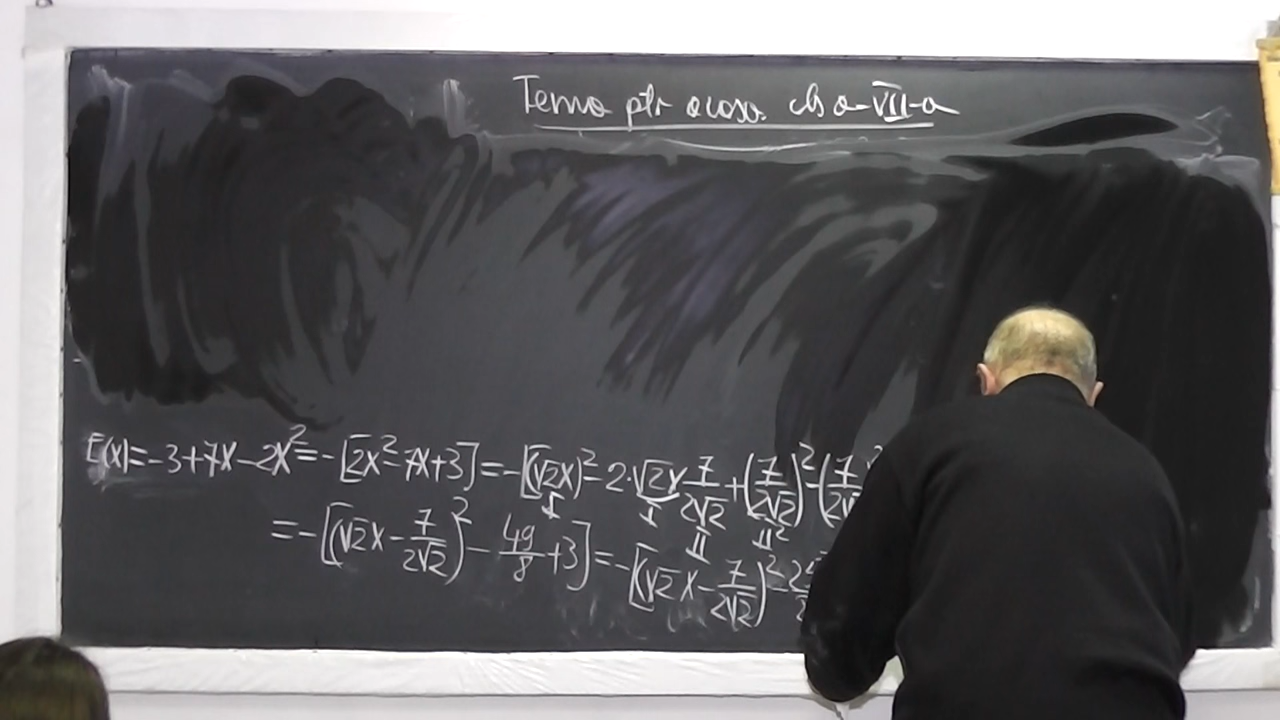 Tema ptr acasa cls a-VII-a
E(x)=-3+7x-2x²=-[2x²-7x+3]=-[(√2x)²-2·√2x 7/2√2+(7/2√2)²-(7/2√2)²
I I II II²
=-[(√2x-7/2√2)²-49/8+3]=-[(√2x-7/2√2)²-